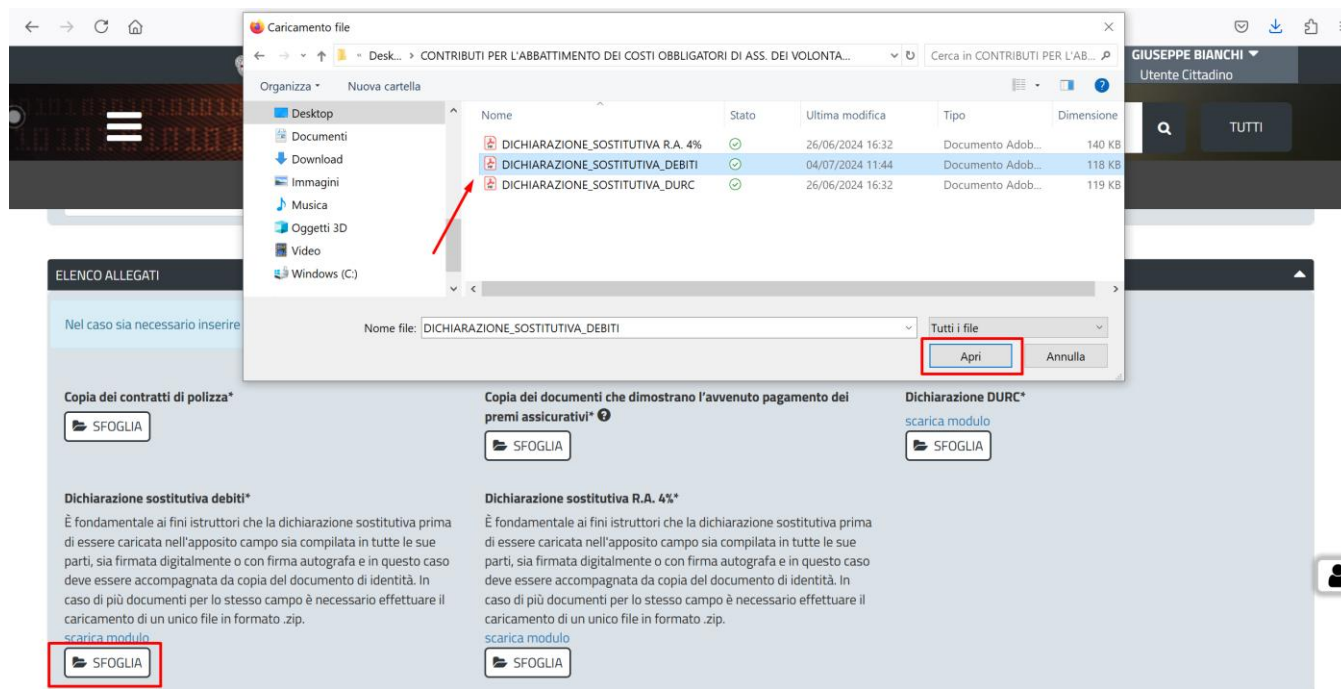 Caricamento file
Desk... > CONTRIBUTI PER L'ABBATTIMENTO DEI COSTI OBBLIGATORI DI ASS. DEI VOLONTA...
Cerca in CONTRIBUTI PER L'AB...
GIUSEPPE BIANCHI
Utente Cittadino
Organizza
Nuova cartella
TUTTI
Desktop
Documenti
Download
Immagini
Musica
Oggetti 3D
Video
Windows (C:)
Nome Stato Ultima modifica Tipo Dimensione
DICHIARAZIONE_SOSTITUTIVA R.A. 4% 26/06/2024 16:32 Documento Adob... 140 KB
DICHIARAZIONE_SOSTITUTIVA_DEBITI 04/07/2024 11:44 Documento Adob... 118 KB
DICHIARAZIONE_SOSTITUTIVA_DURC 26/06/2024 16:32 Documento Adob... 119 KB
Nome file: DICHIARAZIONE_SOSTITUTIVA_DEBITI
Tutti i file
Apri
Annulla
ELENCO ALLEGATI
Nel caso sia necessario inserire
Copia dei contratti di polizza*
SFOGLIA
Copia dei documenti che dimostrano l'avvenuto pagamento dei
premi assicurativi*
SFOGLIA
Dichiarazione DURC*
scarica modulo
SFOGLIA
Dichiarazione sostitutiva debiti*
È fondamentale ai fini istruttori che la dichiarazione sostitutiva prima
di essere caricata nell'apposito campo sia compilata in tutte le sue
parti, sia firmata digitalmente o con firma autografa e in questo caso
deve essere accompagnata da copia del documento di identità. In
caso di più documenti per lo stesso campo è necessario effettuare il
caricamento di un unico file in formato .zip.
scarica modulo
SFOGLIA
Dichiarazione sostitutiva R.A. 4%*
È fondamentale ai fini istruttori che la dichiarazione sostitutiva prima
di essere caricata nell'apposito campo sia compilata in tutte le sue
parti, sia firmata digitalmente o con firma autografa e in questo caso
deve essere accompagnata da copia del documento di identità. In
caso di più documenti per lo stesso campo è necessario effettuare il
caricamento di un unico file in formato .zip.
scarica modulo
SFOGLIA